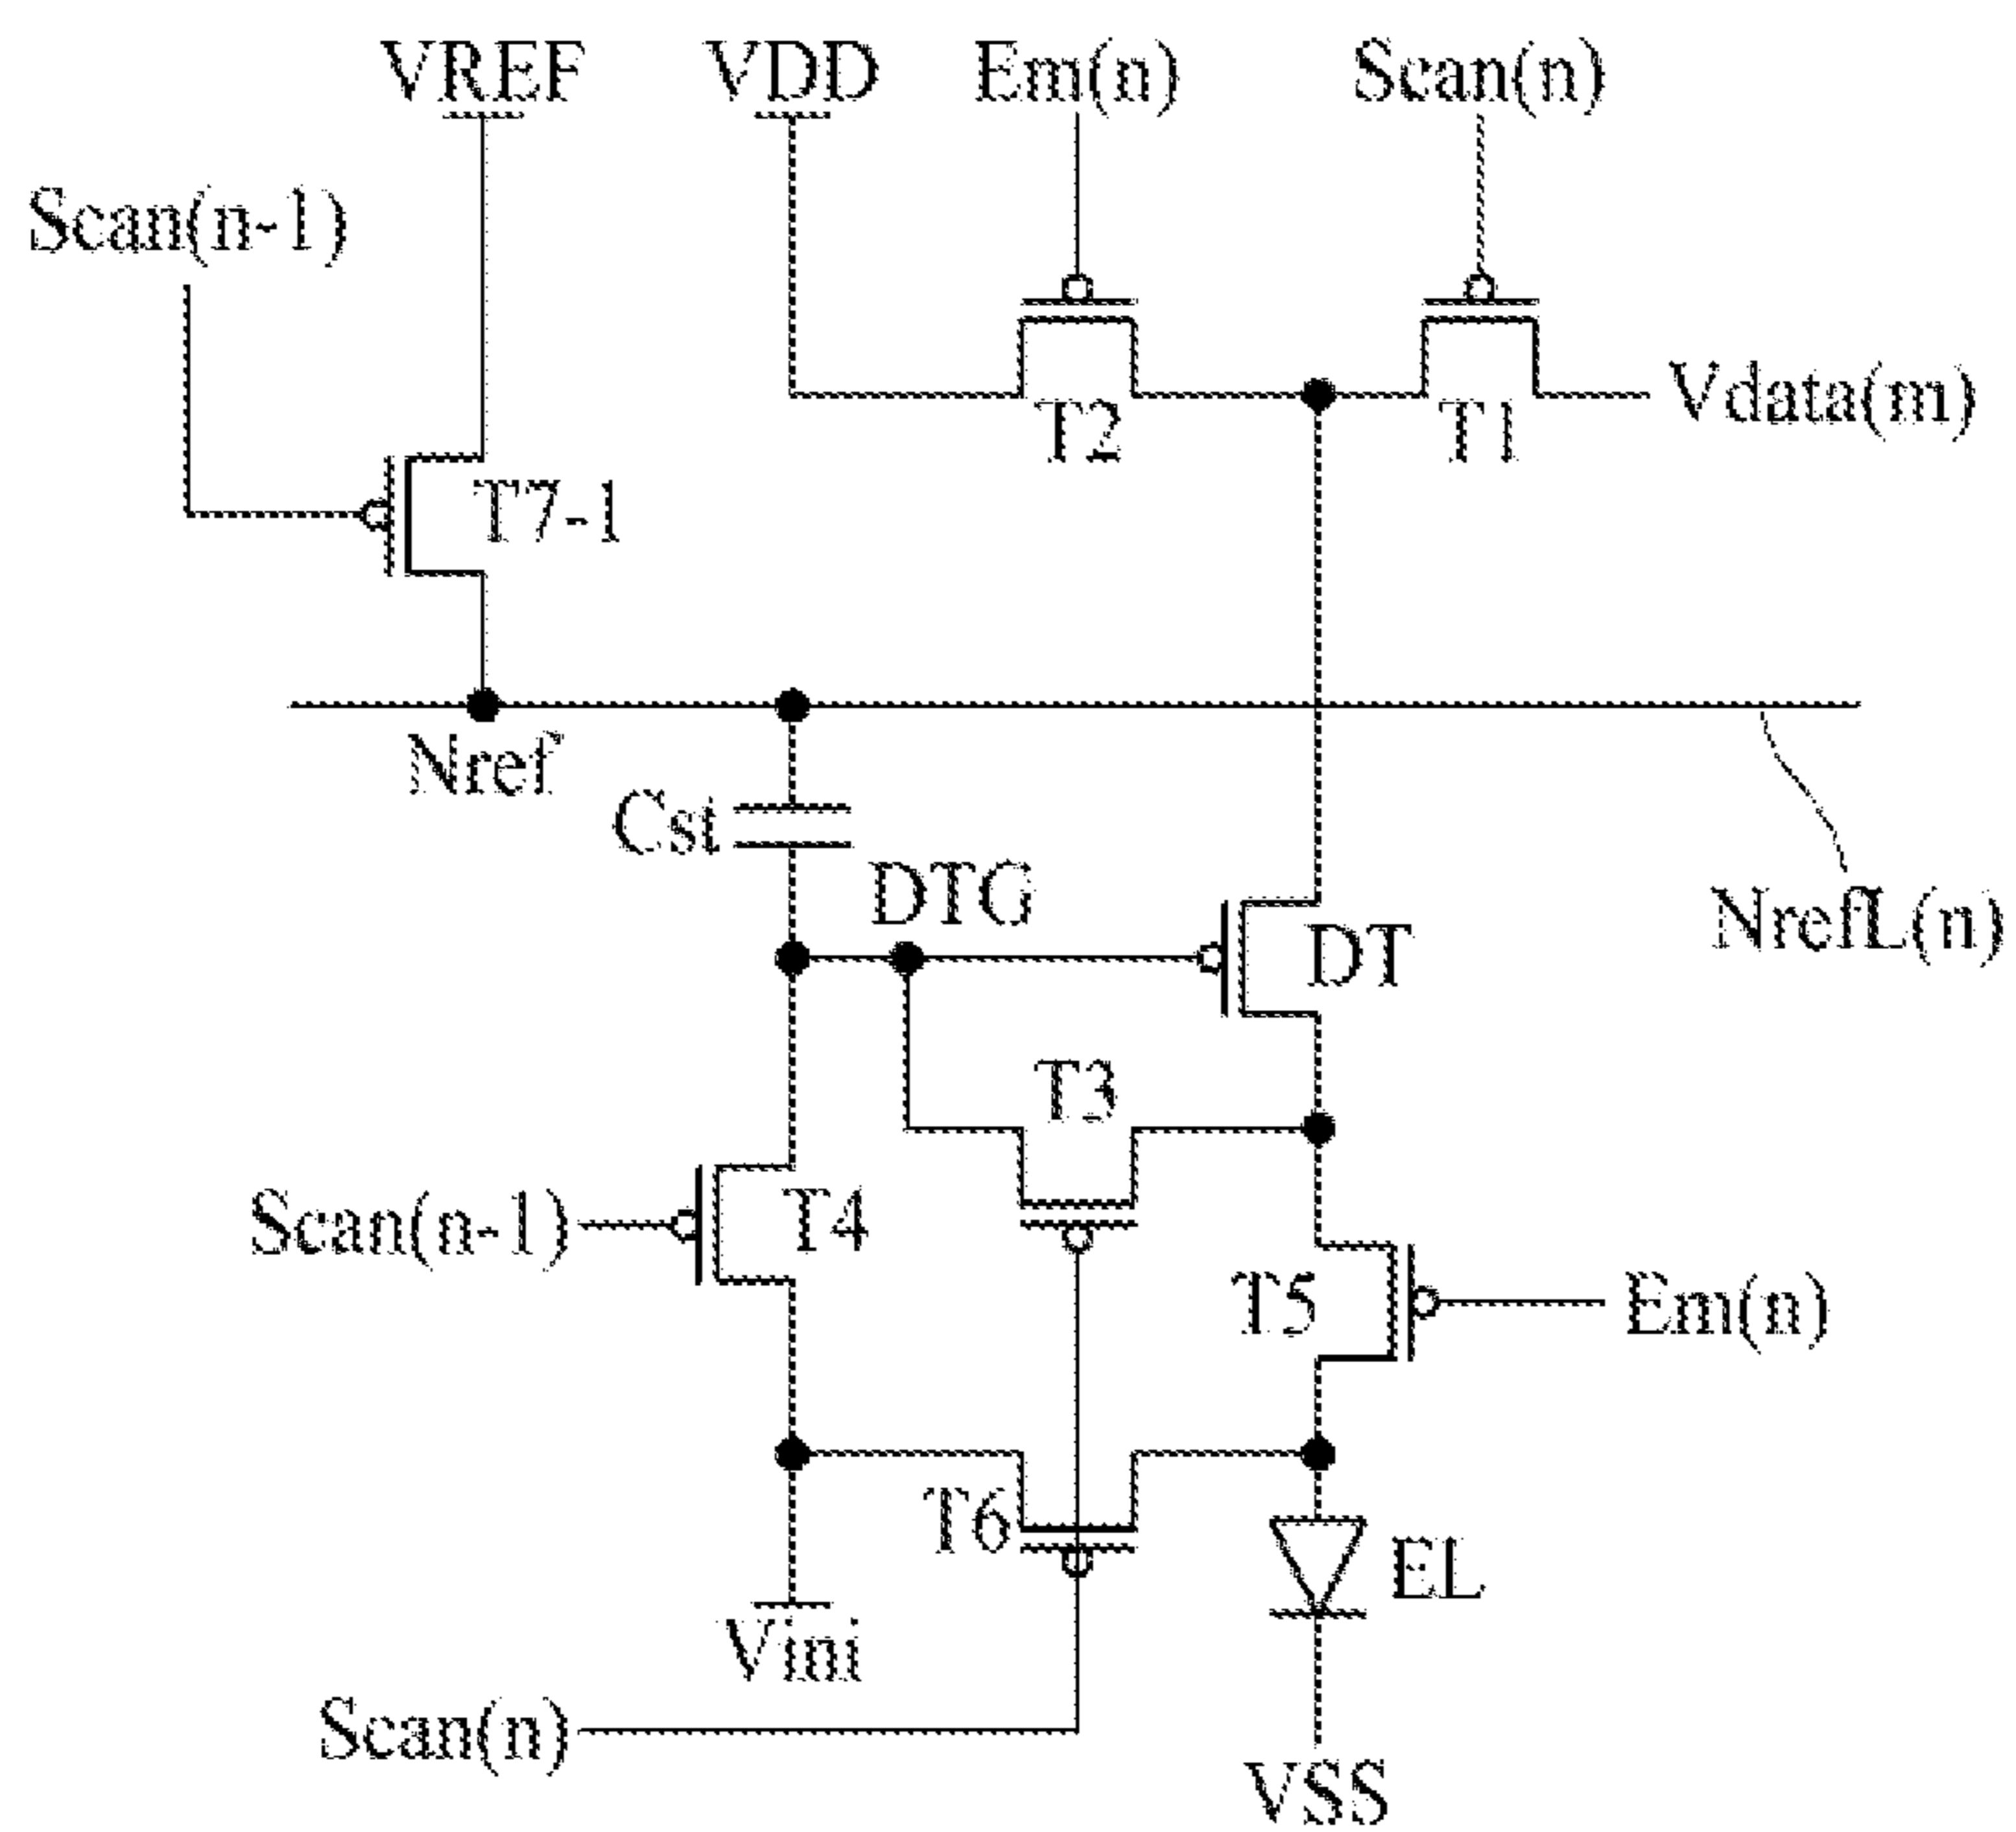 VREF
VDD
Em(n)
Scan(n)
Scan(n-1)
T2
T1
Vdata(m)
T7-1
Nref
Cst
DTG
DT
NrefL(n)
T3
Scan(n-1)
T4
T5
Em(n)
T6
EL
Vini
Scan(n)
VSS